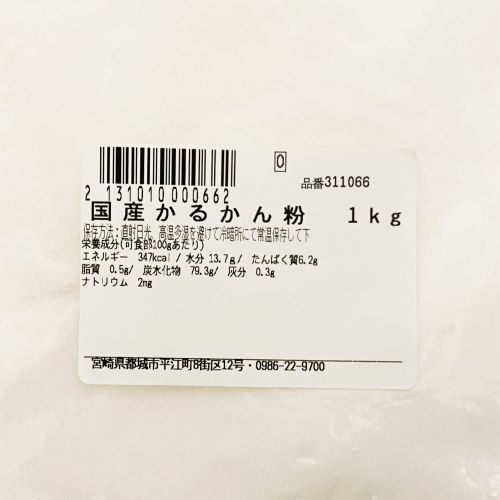 0
品番311066
2 131010 000662
国産かるかん粉 1kg
保存方法：直射日光、高温多湿を避けて冷暗所にて常温保存して下
栄養成分(可食部100gあたり)
エネルギー 347kcal / 水分 13.7g/ たんぱく質6.2g
脂質 0.5g/ 炭水化物 79.3g/ 灰分 0.3g
ナトリウム 2mg
宮崎県都城市平江町8街区12号・0986-22-9700